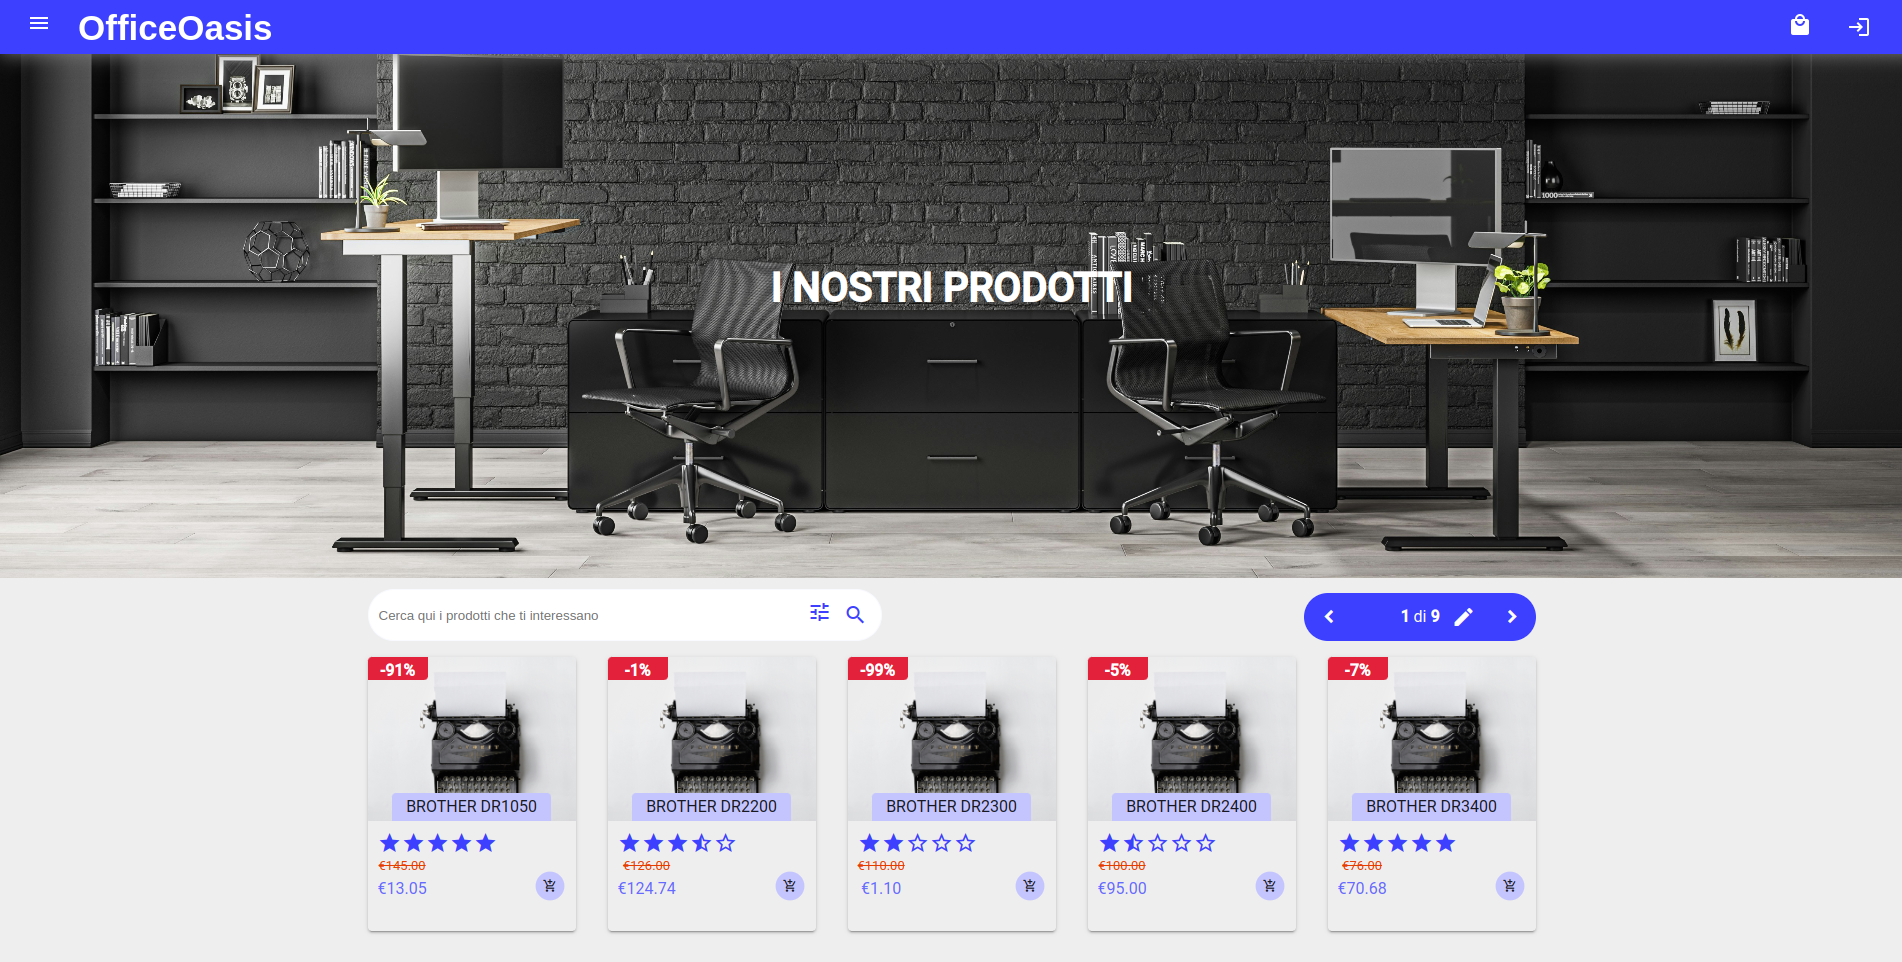 OfficeOasis
I NOSTRI PRODOTTI
Cerca qui i prodotti che ti interessano
1 di 9
-91%
BROTHER DR1050
€145.00
€13.05
-1%
BROTHER DR2200
€126.00
€124.74
-99%
BROTHER DR2300
€110.00
€1.10
-5%
BROTHER DR2400
€100.00
€95.00
-7%
BROTHER DR3400
€76.00
€70.68